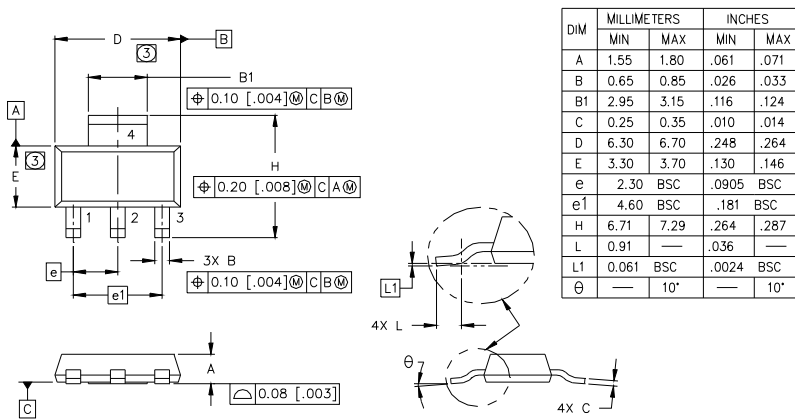 D
B
3
B1
⌖ 0.10 [.004]Ⓜ C BⓂ
A
4
3
E
H
⌖ 0.20 [.008]Ⓜ C AⓂ
1 2 3
3X B
e
⌖ 0.10 [.004]Ⓜ C BⓂ
e1
L1
4X L
A
θ
C
⌓ 0.08 [.003]
4X C
DIM MILLIMETERS INCHES
MIN MAX MIN MAX
A 1.55 1.80 .061 .071
B 0.65 0.85 .026 .033
B1 2.95 3.15 .116 .124
C 0.25 0.35 .010 .014
D 6.30 6.70 .248 .264
E 3.30 3.70 .130 .146
e 2.30 BSC .0905 BSC
e1 4.60 BSC .181 BSC
H 6.71 7.29 .264 .287
L 0.91 — .036 —
L1 0.061 BSC .0024 BSC
θ — 10° — 10°